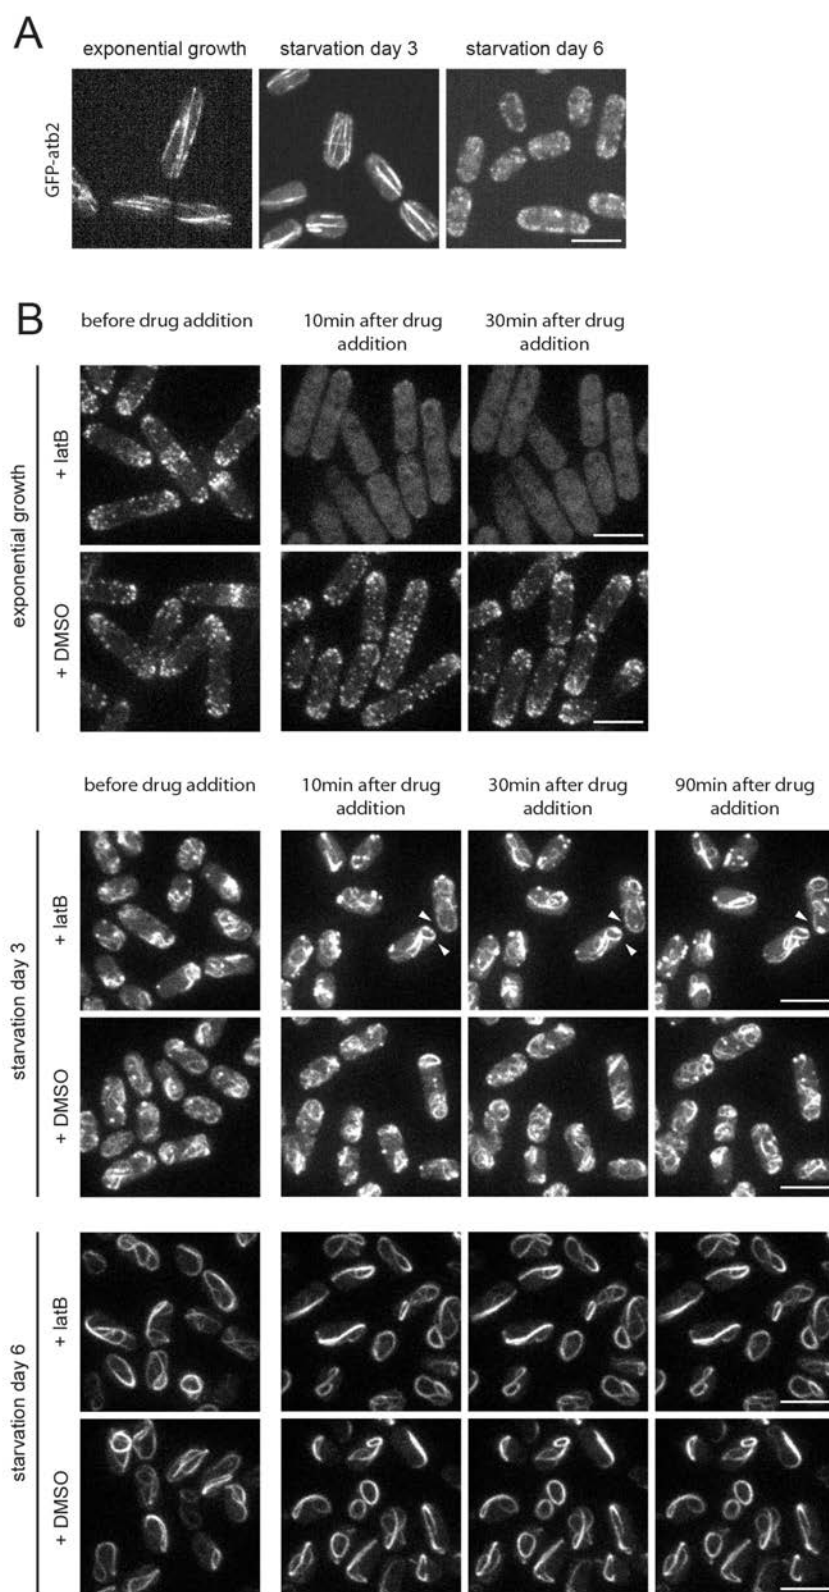 A
exponential growth
starvation day 3
starvation day 6
GFP-atb2
B
before drug addition
10min after drug
addition
30min after drug
addition
exponential growth
+ latB
+ DMSO
before drug addition
10min after drug
addition
30min after drug
addition
90min after drug
addition
starvation day 3
+ latB
+ DMSO
starvation day 6
+ latB
+ DMSO